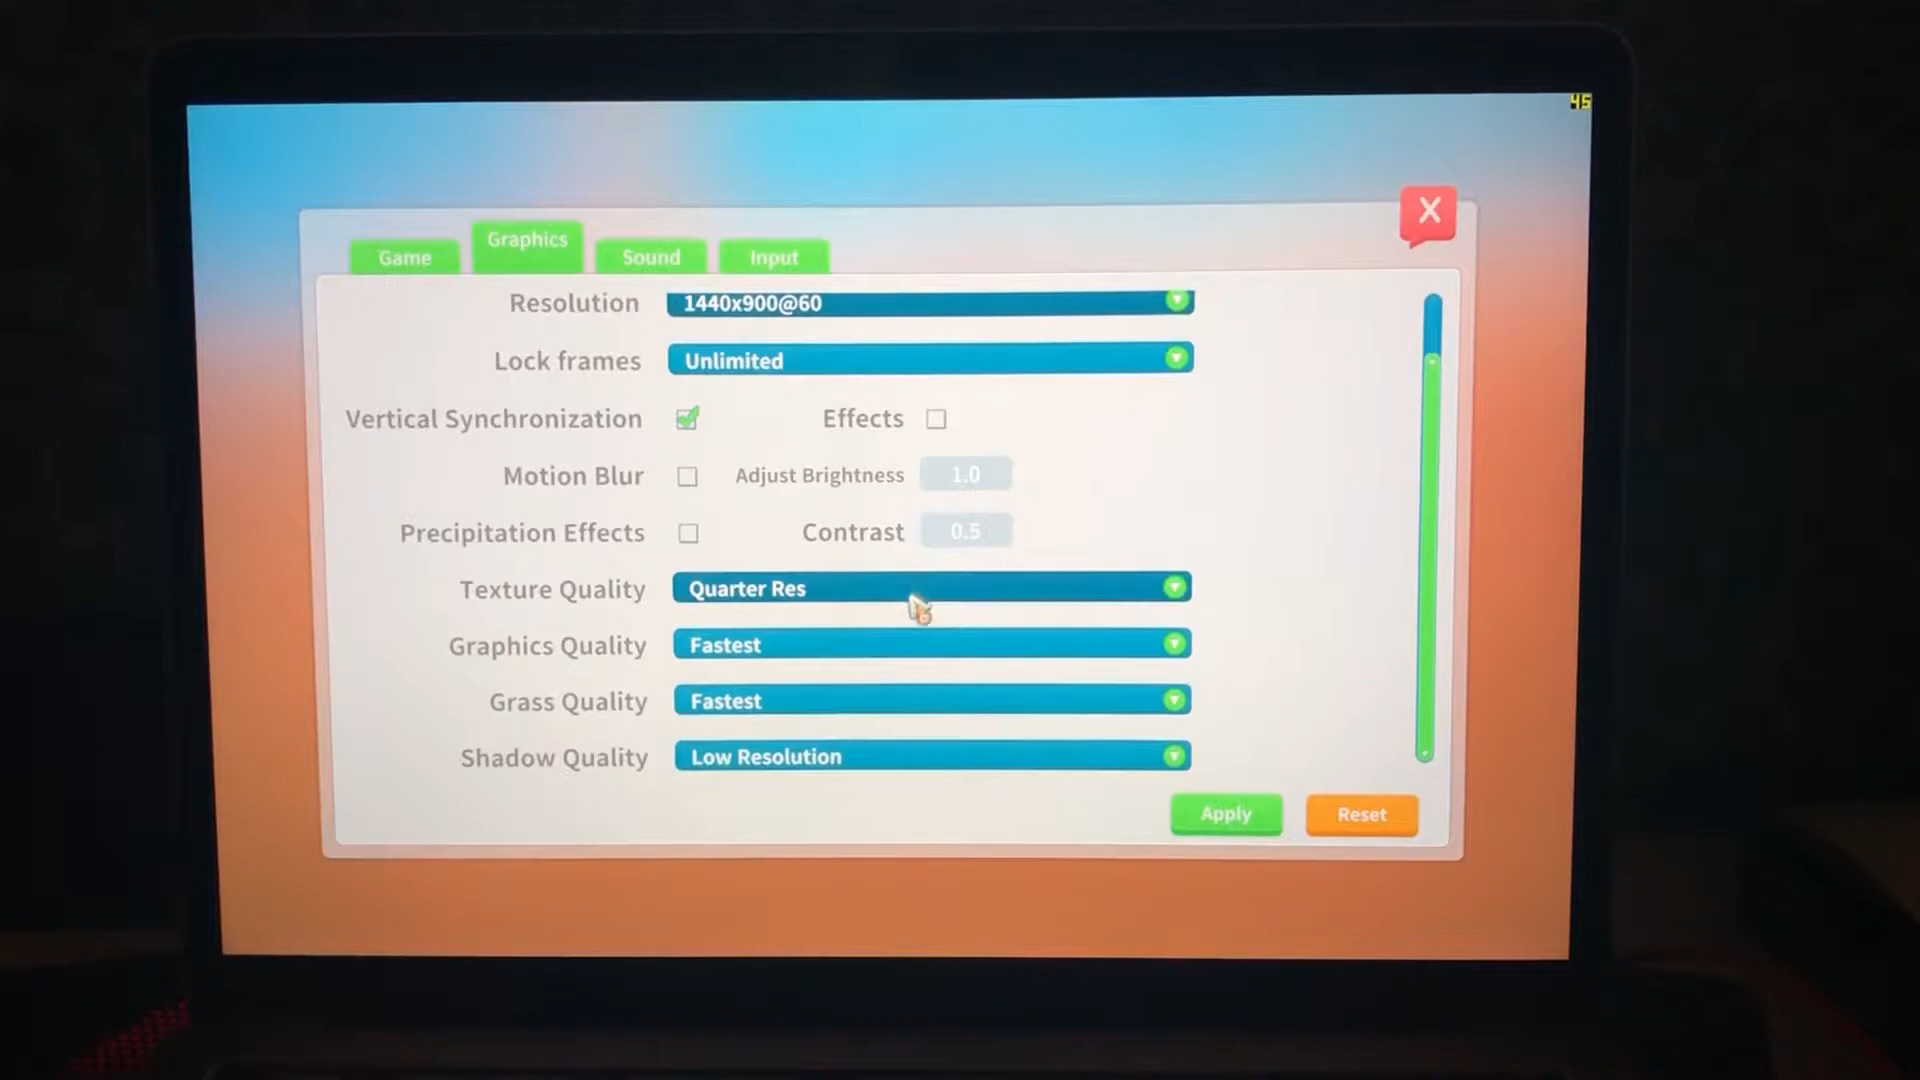 45
X
Game Graphics Sound Input
Resolution 1440x900@60
Lock frames Unlimited
Vertical Synchronization Effects
Motion Blur Adjust Brightness 1.0
Precipitation Effects Contrast 0.5
Texture Quality Quarter Res
Graphics Quality Fastest
Grass Quality Fastest
Shadow Quality Low Resolution
Apply Reset